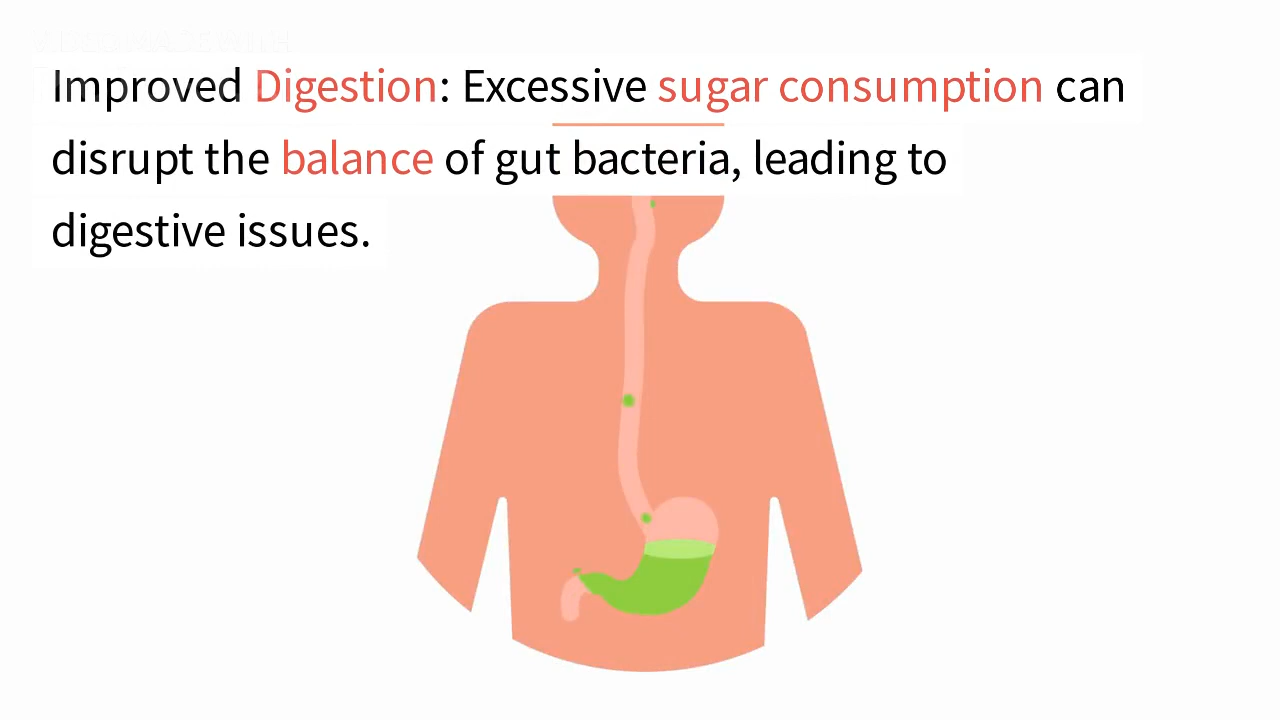 Improved Digestion: Excessive sugar consumption can
disrupt the balance of gut bacteria, leading to
digestive issues.